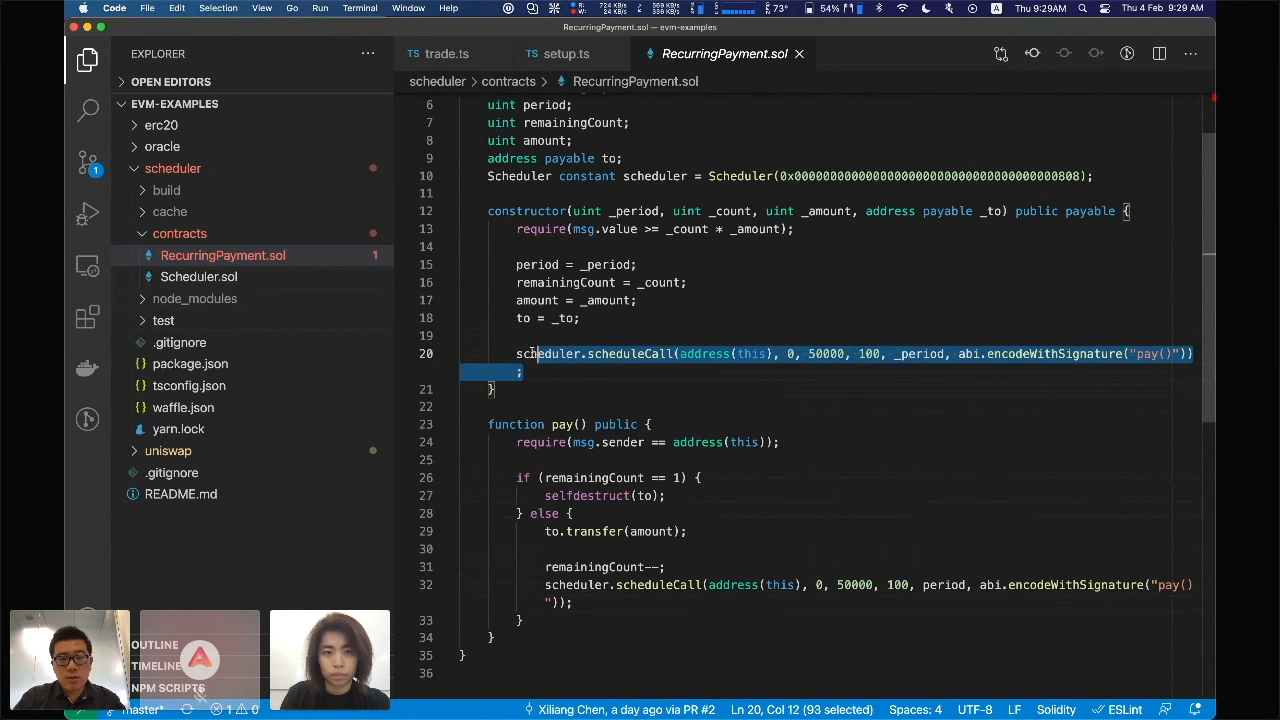 Code File Edit Selection View Go Run Terminal Window Help 724 KB/s 569 KB/s 73° 54% Thu 9:29AM Thu 4 Feb 9:29 AM
RecurringPayment.sol — evm-examples
EXPLORER
OPEN EDITORS
EVM-EXAMPLES
erc20
oracle
scheduler
build
cache
contracts
RecurringPayment.sol 1
Scheduler.sol
node_modules
test
.gitignore
package.json
tsconfig.json
waffle.json
yarn.lock
uniswap
.gitignore
README.md
OUTLINE
TIMELINE
NPM SCRIPTS
1
trade.ts setup.ts RecurringPayment.sol
scheduler > contracts > RecurringPayment.sol
6 uint period;
7 uint remainingCount;
8 uint amount;
9 address payable to;
10 Scheduler constant scheduler = Scheduler(0x0000000000000000000000000000000000000808);
11
12 constructor(uint _period, uint _count, uint _amount, address payable _to) public payable {
13 require(msg.value >= _count * _amount);
14
15 period = _period;
16 remainingCount = _count;
17 amount = _amount;
18 to = _to;
19
20 scheduler.scheduleCall(address(this), 0, 50000, 100, _period, abi.encodeWithSignature("pay()"))
;
21 }
22
23 function pay() public {
24 require(msg.sender == address(this));
25
26 if (remainingCount == 1) {
27 selfdestruct(to);
28 } else {
29 to.transfer(amount);
30
31 remainingCount--;
32 scheduler.scheduleCall(address(this), 0, 50000, 100, period, abi.encodeWithSignature("pay()
"));
33 }
34 }
35 }
36
master* 1 0 Xiliang Chen, a day ago via PR #2 Ln 20, Col 12 (93 selected) Spaces: 4 UTF-8 LF Solidity ESLint